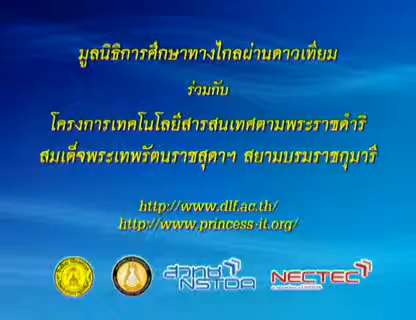 มูลนิธิการศึกษาทางไกลผ่านดาวเทียม
ร่วมกับ
โครงการเทคโนโลยีสารสนเทศตามพระราชดำริ
สมเด็จพระเทพรัตนราชสุดาฯ สยามบรมราชกุมารี
http://www.dlf.ac.th/
http://www.princess-it.org/
สวทช
NSTDA
NECTEC